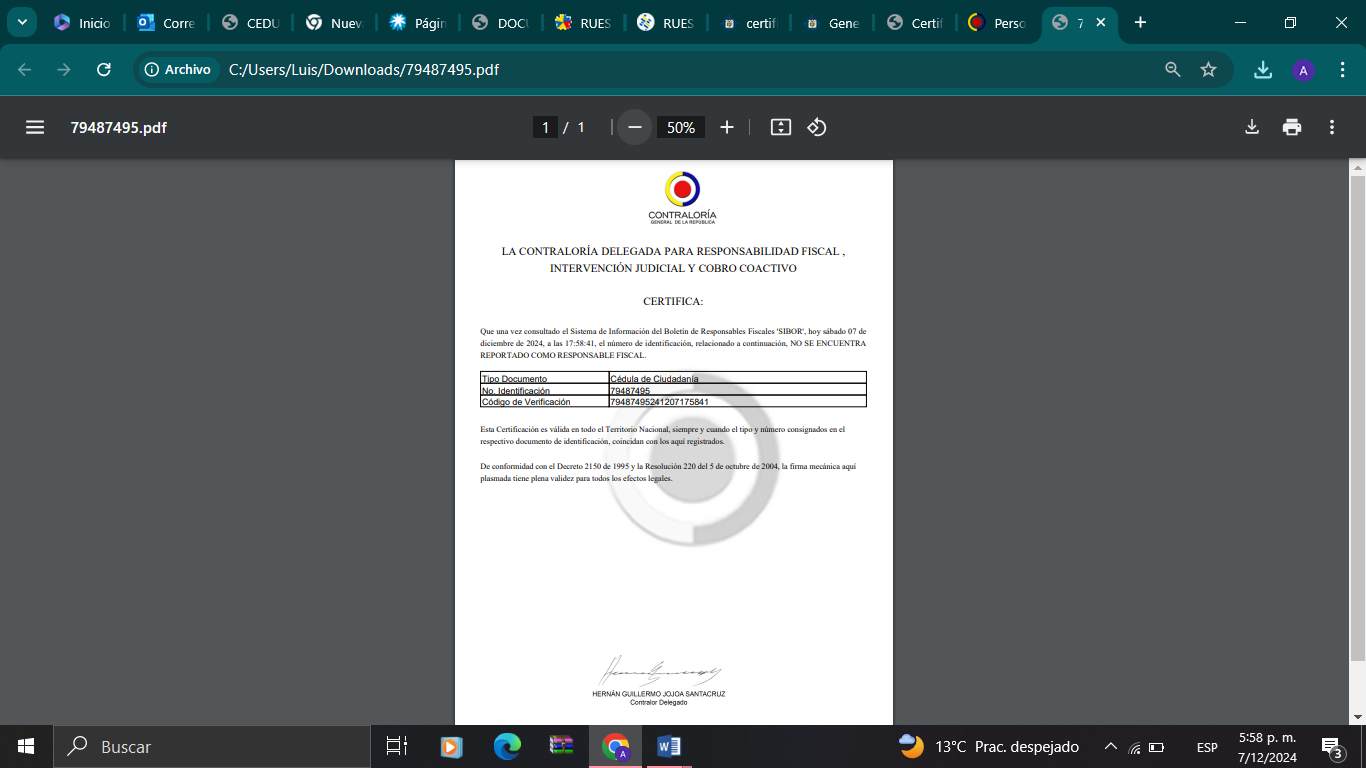 Inicio
Corre
CEDU
Nuev
Págin
DOCU
RUES
RUES
certif
Gene
Certif
Perso
7
Archivo
C:/Users/Luis/Downloads/79487495.pdf
A
79487495.pdf
1 / 1
50%
CONTRALORÍA
GENERAL DE LA REPÚBLICA
LA CONTRALORÍA DELEGADA PARA RESPONSABILIDAD FISCAL ,
INTERVENCIÓN JUDICIAL Y COBRO COACTIVO
CERTIFICA:
Que una vez consultado el Sistema de Información del Boletín de Responsables Fiscales 'SIBOR', hoy sábado 07 de
diciembre de 2024, a las 17:58:41, el número de identificación, relacionado a continuación, NO SE ENCUENTRA
REPORTADO COMO RESPONSABLE FISCAL.
Tipo Documento Cédula de Ciudadanía
No. Identificación 79487495
Código de Verificación 79487495241207175841
Esta Certificación es válida en todo el Territorio Nacional, siempre y cuando el tipo y número consignados en el
respectivo documento de identificación, coincidan con los aquí registrados.
De conformidad con el Decreto 2150 de 1995 y la Resolución 220 del 5 de octubre de 2004, la firma mecánica aquí
plasmada tiene plena validez para todos los efectos legales.
HERNÁN GUILLERMO JOJOA SANTACRUZ
Contralor Delegado
Buscar
A
13°C Prac. despejado
ESP
5:58 p. m.
7/12/2024
3